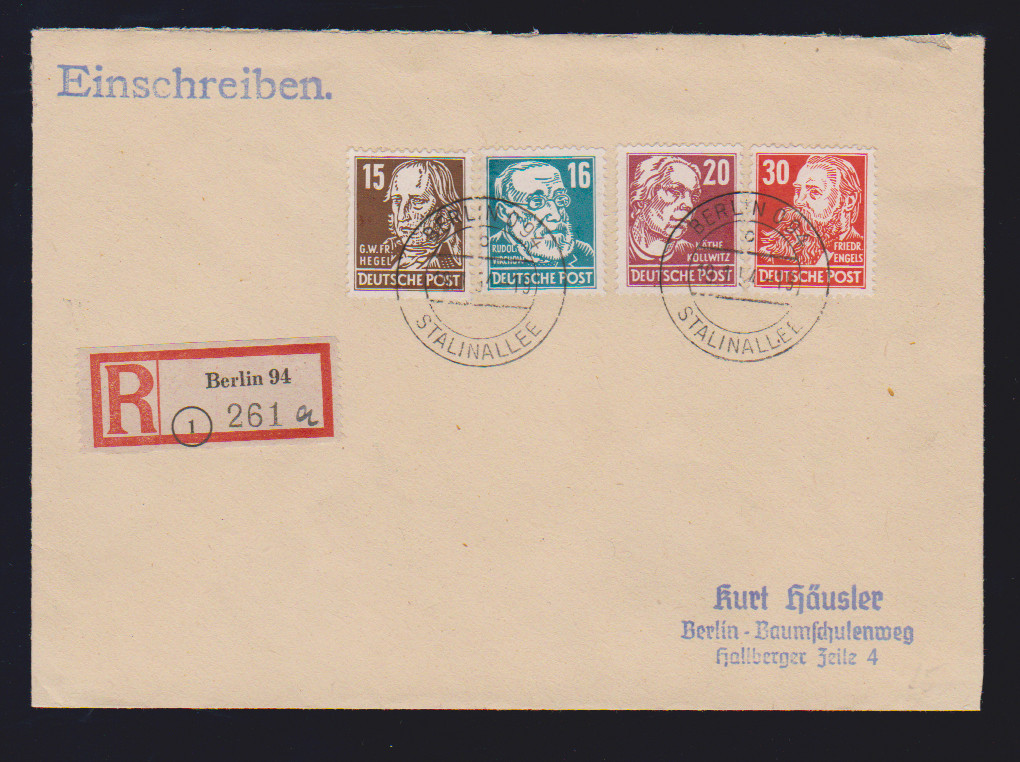 Einschreiben.
15
G.W.FR.
HEGEL
DEUTSCHE POST
16
RUDOLF
VIRCHOW
DEUTSCHE POST
20
KÄTHE
KOLLWITZ
DEUTSCHE POST
30
FRIEDR.
ENGELS
DEUTSCHE POST
BERLIN
STALINALLEE
BERLIN
STALINALLEE
R
Berlin 94
1 261 a
Kurt Häusler
Berlin - Baumschulenweg
Hallberger Zeile 4
15